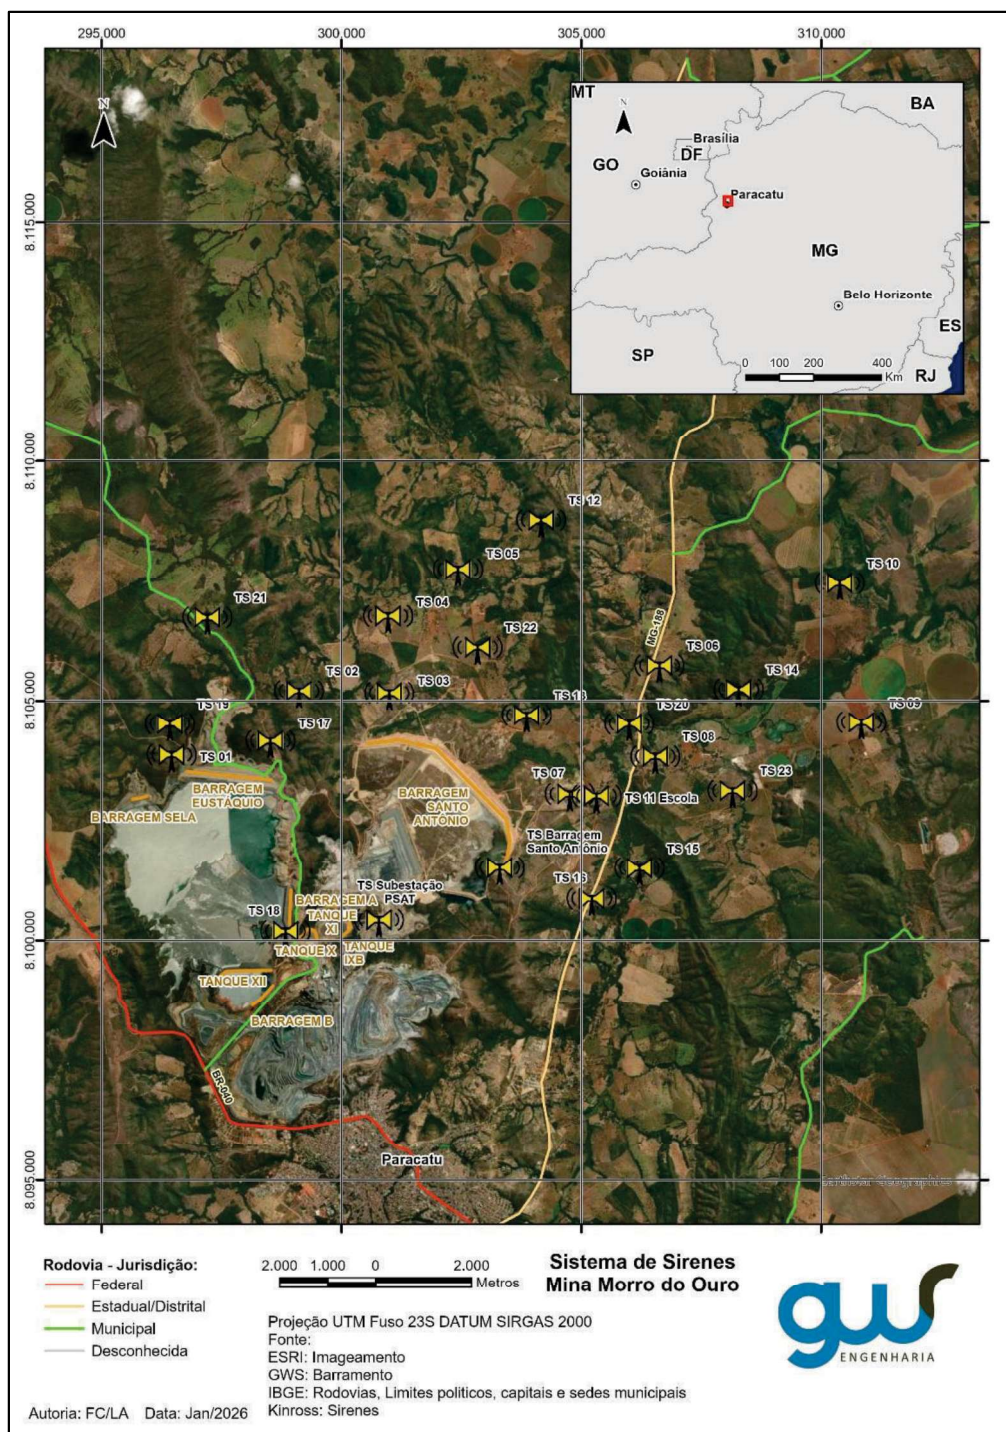 295.000
300.000
305.000
310.000
N
8.115.000
8.110.000
8.105.000
8.100.000
8.095.000
MT
BA
N
Brasília
DF
GO
Goiânia
Paracatu
MG
Belo Horizonte
ES
SP
RJ
0 100 200 400
Km
TS 12
TS 05
TS 10
TS 21
TS 04
MG-188
TS 22
TS 06
TS 02
TS 03
TS 14
TS 19
TS 17
TS 13
TS 20
TS 09
TS 01
TS 08
BARRAGEM
EUSTÁQUIO
BARRAGEM
SANTO
ANTÔNIO
TS 07
TS 23
TS 11 Escola
BARRAGEM SELA
TS Barragem
Santo Antônio
TS 15
TS 16
TS Subestação
PSAT
TS 18
BARRAGEM A
TANQUE
XI
TANQUE X
TANQUE
IXB
TANQUE XII
BARRAGEM B
BR-040
Paracatu
Rodovia - Jurisdição:
Federal
Estadual/Distrital
Municipal
Desconhecida
2.000 1.000 0 2.000
Metros
Sistema de Sirenes
Mina Morro do Ouro
Projeção UTM Fuso 23S DATUM SIRGAS 2000
Fonte:
ESRI: Imageamento
GWS: Barramento
IBGE: Rodovias, Limites politicos, capitais e sedes municipais
Kinross: Sirenes
Autoria: FC/LA Data: Jan/2026
gws
ENGENHARIA